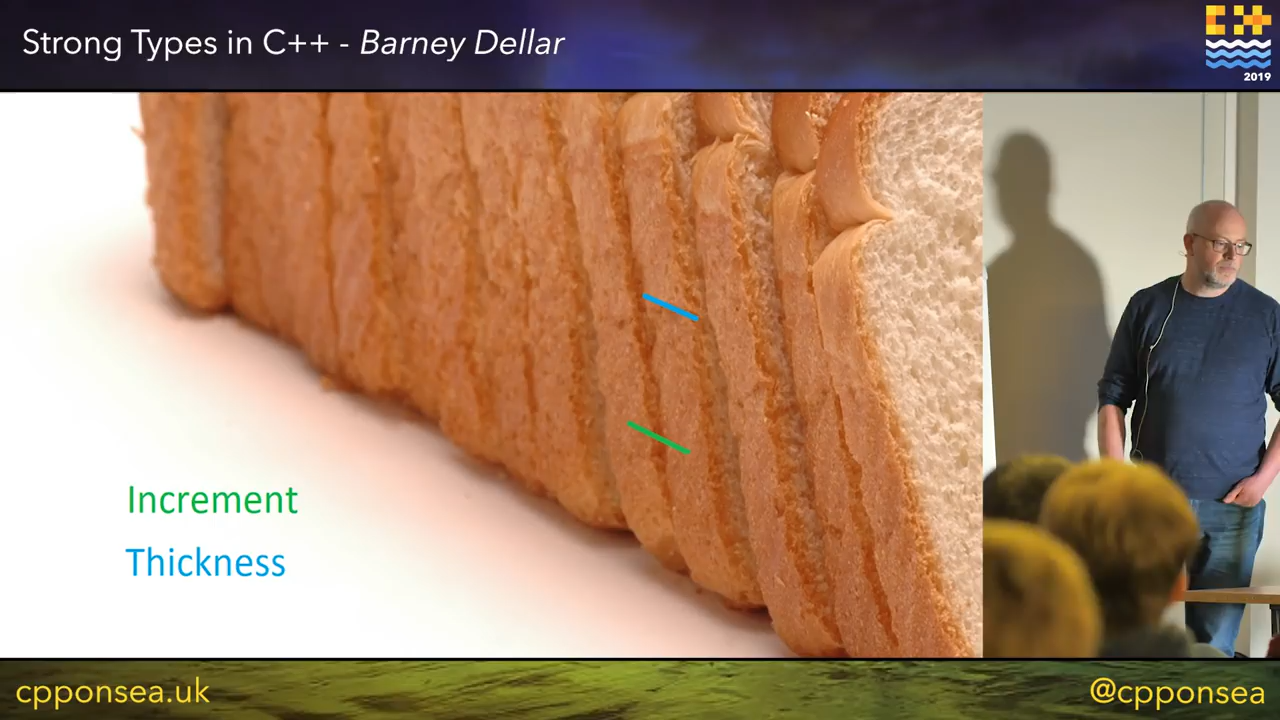 Strong Types in C++ - Barney Dellar
C++
2019
Increment
Thickness
cpponsea.uk
@cpponsea